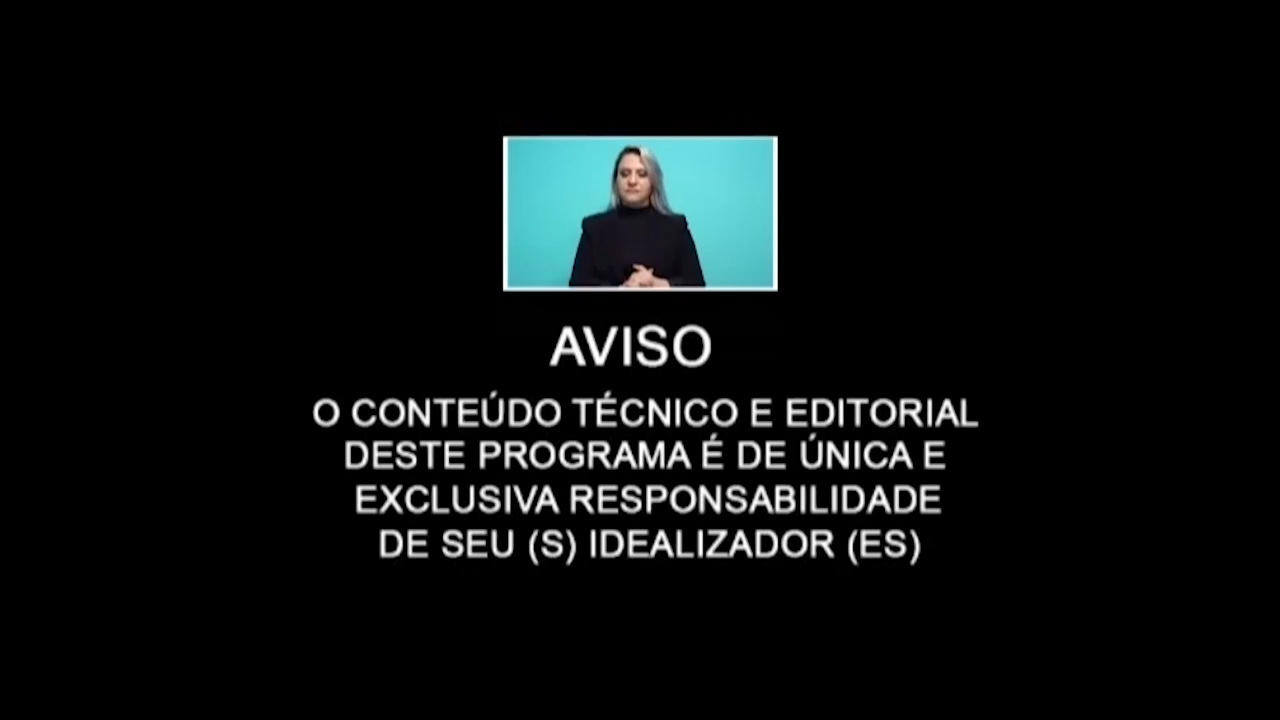 AVISO
O CONTEÚDO TÉCNICO E EDITORIAL
DESTE PROGRAMA É DE ÚNICA E
EXCLUSIVA RESPONSABILIDADE
DE SEU (S) IDEALIZADOR (ES)